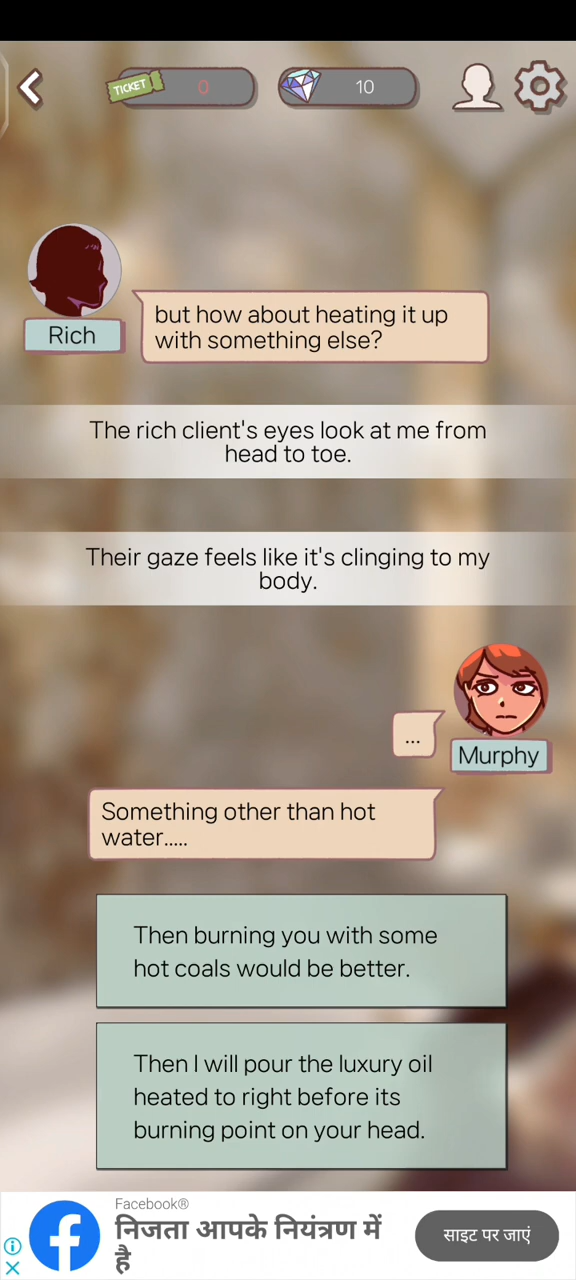 TICKET
0
10
Rich
but how about heating it up
with something else?
The rich client's eyes look at me from
head to toe.
Their gaze feels like it's clinging to my
body.
...
Murphy
Something other than hot
water.....
Then burning you with some
hot coals would be better.
Then I will pour the luxury oil
heated to right before its
burning point on your head.
Facebook®
निजता आपके नियंत्रण में
है
साइट पर जाएं